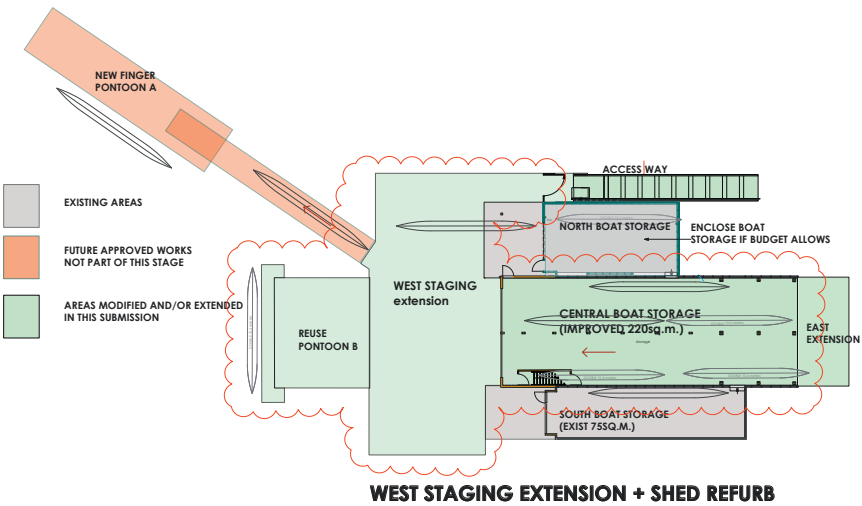 NEW FINGER
PONTOON A
ACCESS WAY
EXISTING AREAS
NORTH BOAT STORAGE
ENCLOSE BOAT
STORAGE IF BUDGET ALLOWS
FUTURE APPROVED WORKS
NOT PART OF THIS STAGE
WEST STAGING
extension
AREAS MODIFIED AND/OR EXTENDED
IN THIS SUBMISSION
CENTRAL BOAT STORAGE
(IMPROVED 220sq.m.)
storage
REUSE
PONTOON B
EAST
EXTENSION
SOUTH BOAT STORAGE
(EXIST 75SQ.M.)
WEST STAGING EXTENSION + SHED REFURB